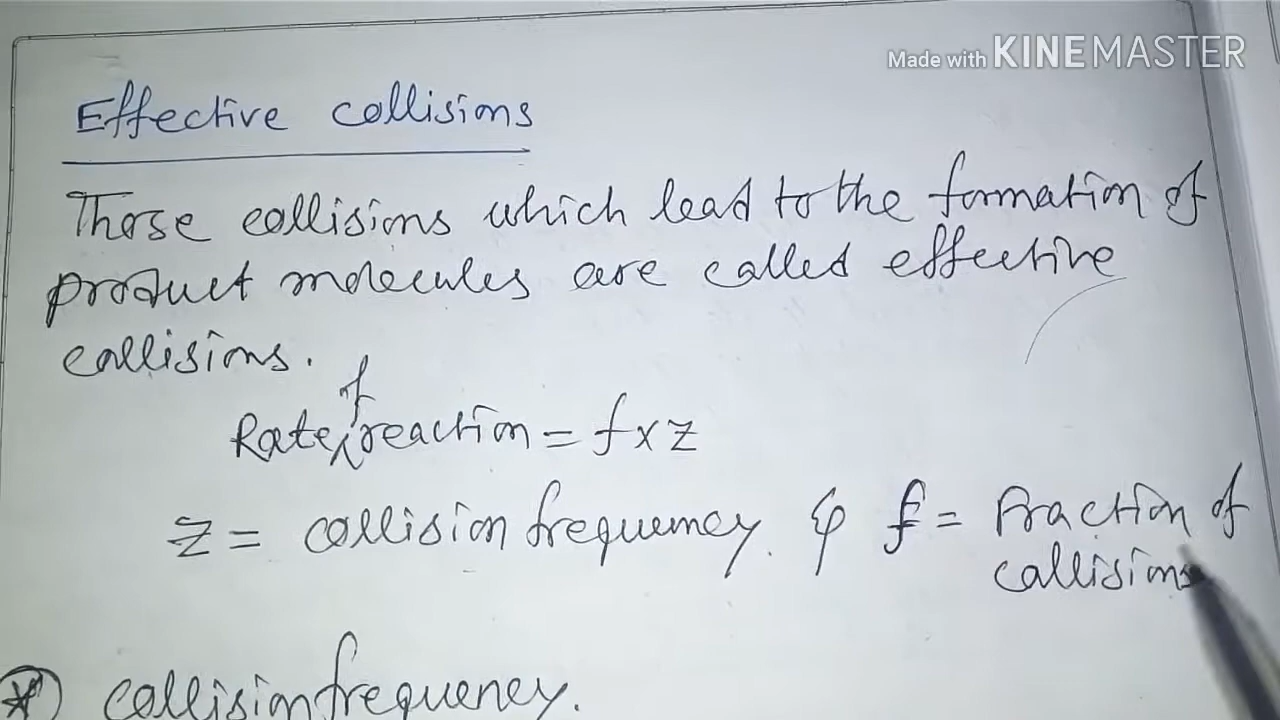 Made with KINEMASTER
Effective collisions
Those collisions which lead to the formation of
product molecules are called effective
collisions.
Rate of reaction = f x z
z = collision frequency. & f = Fraction of
collisions
* collision frequency.